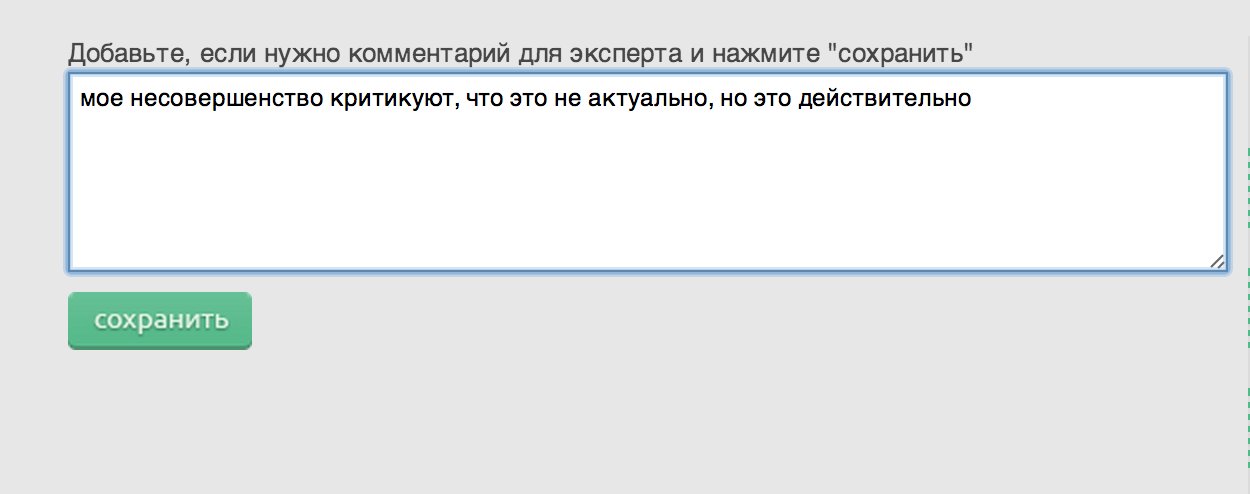 Добавьте, если нужно комментарий для эксперта и нажмите "сохранить"
мое несовершенство критикуют, что это не актуально, но это действительно
сохранить